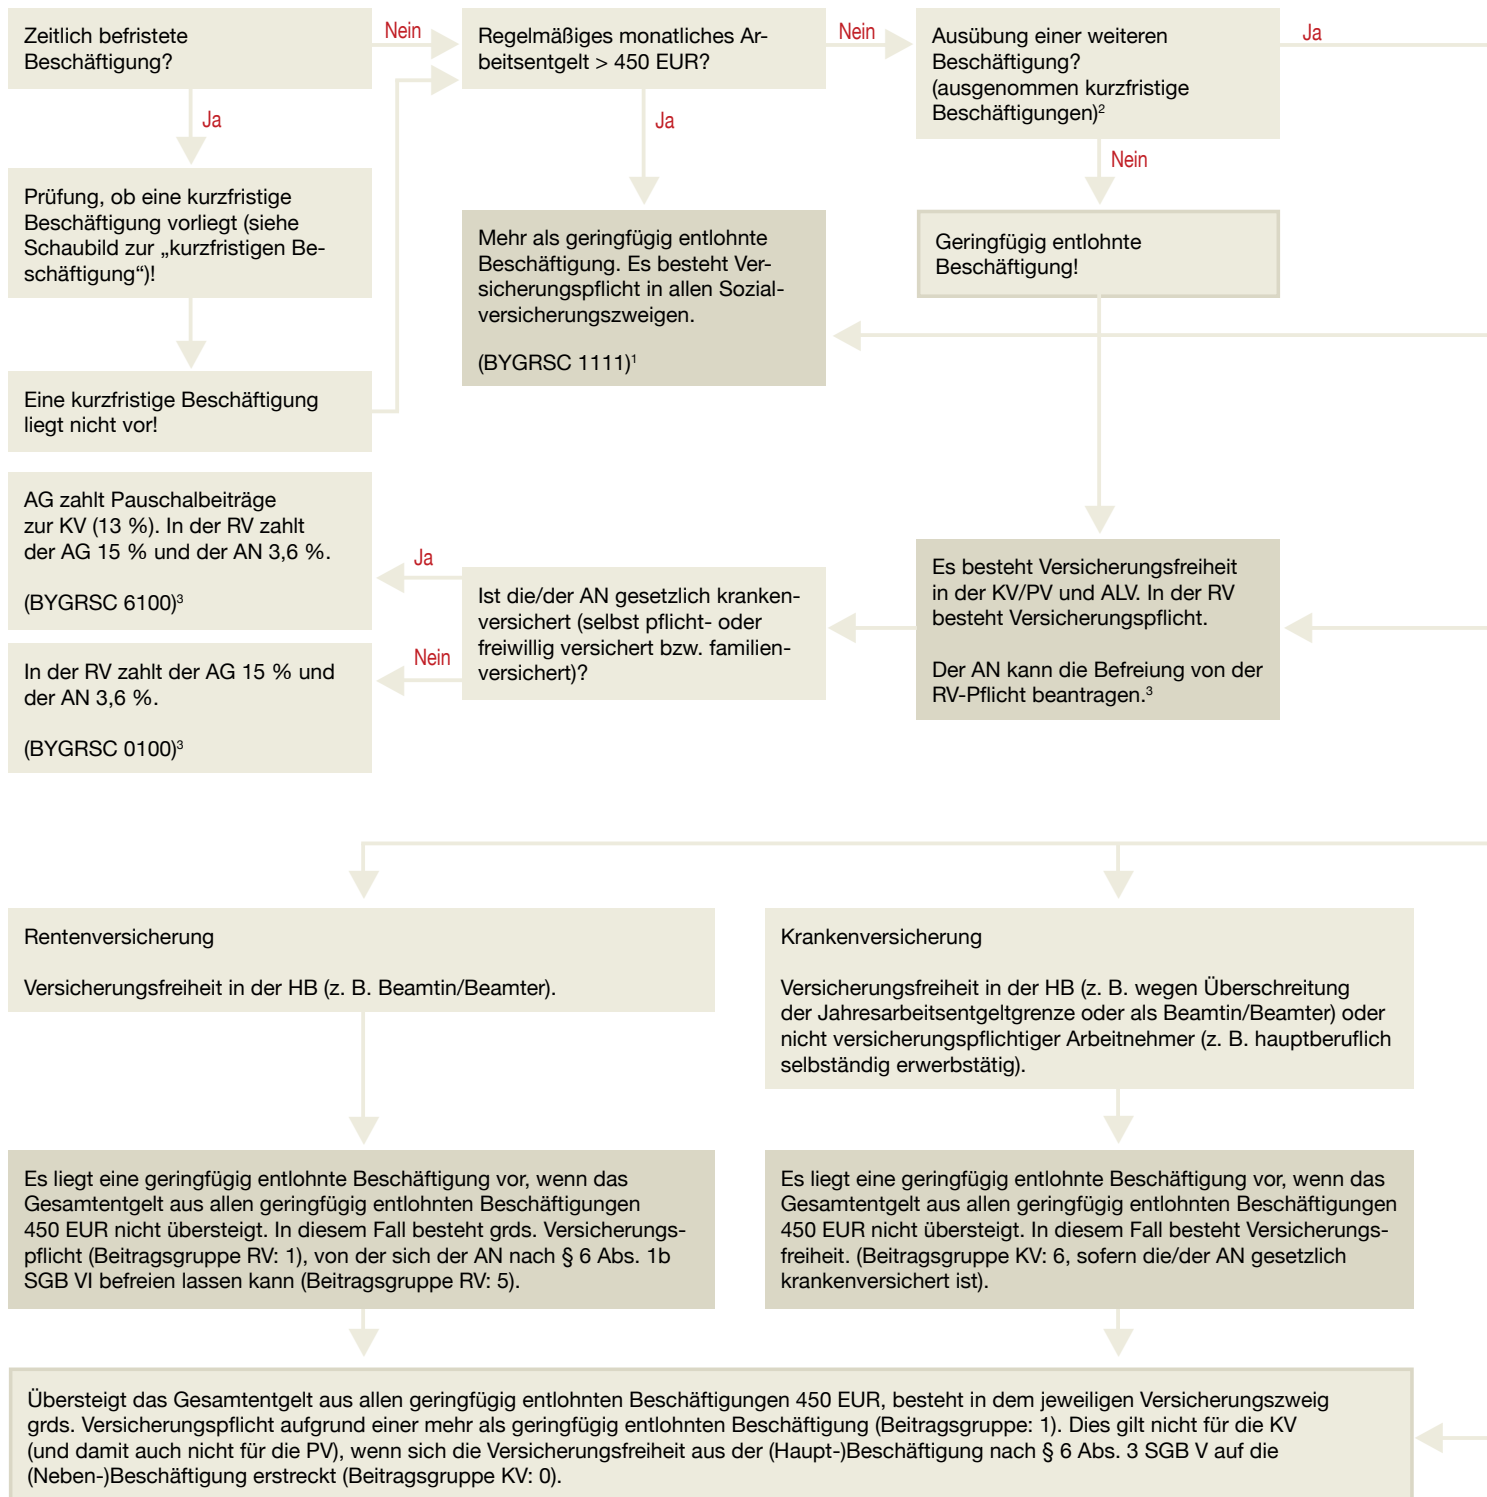 Zeitlich befristete
Beschäftigung?
Nein
Regelmäßiges monatliches Ar-
beitsentgelt > 450 EUR?
Nein
Ausübung einer weiteren
Beschäftigung?
(ausgenommen kurzfristige
Beschäftigungen)²
Ja
Ja
Ja
Nein
Prüfung, ob eine kurzfristige
Beschäftigung vorliegt (siehe
Schaubild zur „kurzfristigen Be-
schäftigung“)!
Mehr als geringfügig entlohnte
Beschäftigung. Es besteht Ver-
sicherungspflicht in allen Sozial-
versicherungszweigen.
(BYGRSC 1111)¹
Geringfügig entlohnte
Beschäftigung!
Eine kurzfristige Beschäftigung
liegt nicht vor!
AG zahlt Pauschalbeiträge
zur KV (13 %). In der RV zahlt
der AG 15 % und der AN 3,6 %.
(BYGRSC 6100)³
Ja
Ist die/der AN gesetzlich kranken-
versichert (selbst pflicht- oder
freiwillig versichert bzw. familien-
versichert)?
Es besteht Versicherungsfreiheit
in der KV/PV und ALV. In der RV
besteht Versicherungspflicht.
Der AN kann die Befreiung von der
RV-Pflicht beantragen.³
Nein
In der RV zahlt der AG 15 % und
der AN 3,6 %.
(BYGRSC 0100)³
Rentenversicherung
Versicherungsfreiheit in der HB (z. B. Beamtin/Beamter).
Krankenversicherung
Versicherungsfreiheit in der HB (z. B. wegen Überschreitung
der Jahresarbeitsentgeltgrenze oder als Beamtin/Beamter) oder
nicht versicherungspflichtiger Arbeitnehmer (z. B. hauptberuflich
selbständig erwerbstätig).
Es liegt eine geringfügig entlohnte Beschäftigung vor, wenn das
Gesamtentgelt aus allen geringfügig entlohnten Beschäftigungen
450 EUR nicht übersteigt. In diesem Fall besteht grds. Versicherungs-
pflicht (Beitragsgruppe RV: 1), von der sich der AN nach § 6 Abs. 1b
SGB VI befreien lassen kann (Beitragsgruppe RV: 5).
Es liegt eine geringfügig entlohnte Beschäftigung vor, wenn das
Gesamtentgelt aus allen geringfügig entlohnten Beschäftigungen
450 EUR nicht übersteigt. In diesem Fall besteht Versicherungs-
freiheit. (Beitragsgruppe KV: 6, sofern die/der AN gesetzlich
krankenversichert ist).
Übersteigt das Gesamtentgelt aus allen geringfügig entlohnten Beschäftigungen 450 EUR, besteht in dem jeweiligen Versicherungszweig
grds. Versicherungspflicht aufgrund einer mehr als geringfügig entlohnten Beschäftigung (Beitragsgruppe: 1). Dies gilt nicht für die KV
(und damit auch nicht für die PV), wenn sich die Versicherungsfreiheit aus der (Haupt-)Beschäftigung nach § 6 Abs. 3 SGB V auf die
(Neben-)Beschäftigung erstreckt (Beitragsgruppe KV: 0).